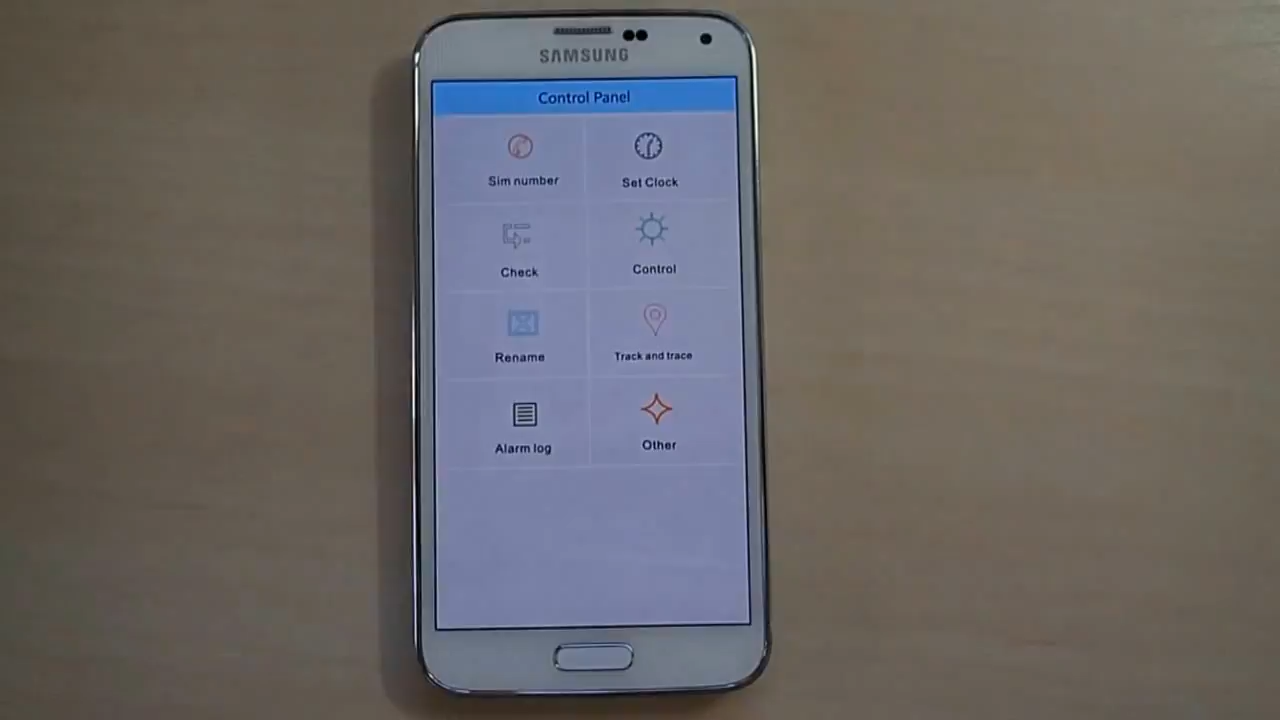 SAMSUNG
Control Panel
Sim number
Set Clock
Check
Control
Rename
Track and trace
Alarm log
Other